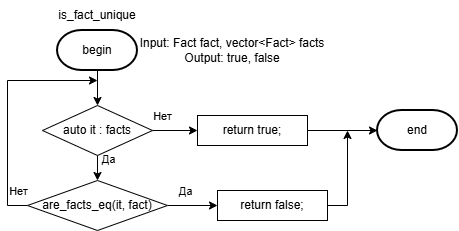 is_fact_unique
begin
Input: Fact fact, vector<Fact> facts
Output: true, false
auto it : facts
Нет
return true;
end
Да
are_facts_eq(it, fact)
Нет
Да
return false;